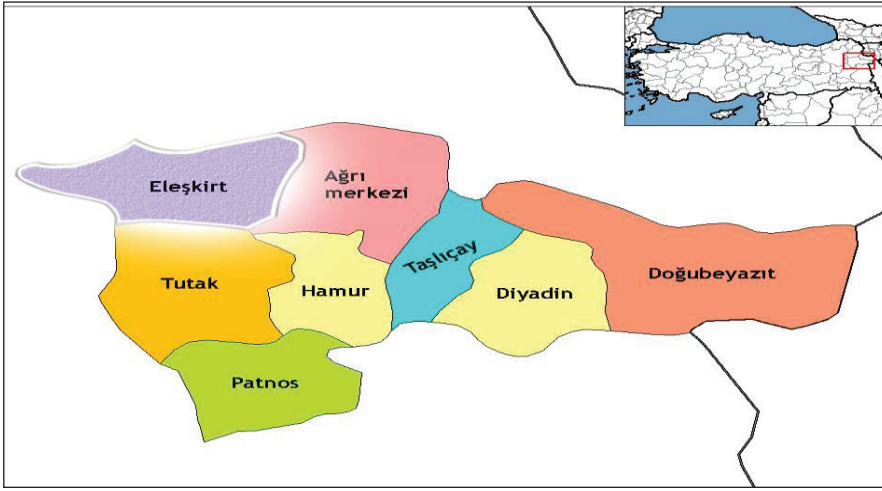 Eleşkirt
Ağrı
merkezi
Taşlıçay
Tutak
Hamur
Diyadin
Doğubeyazıt
Patnos